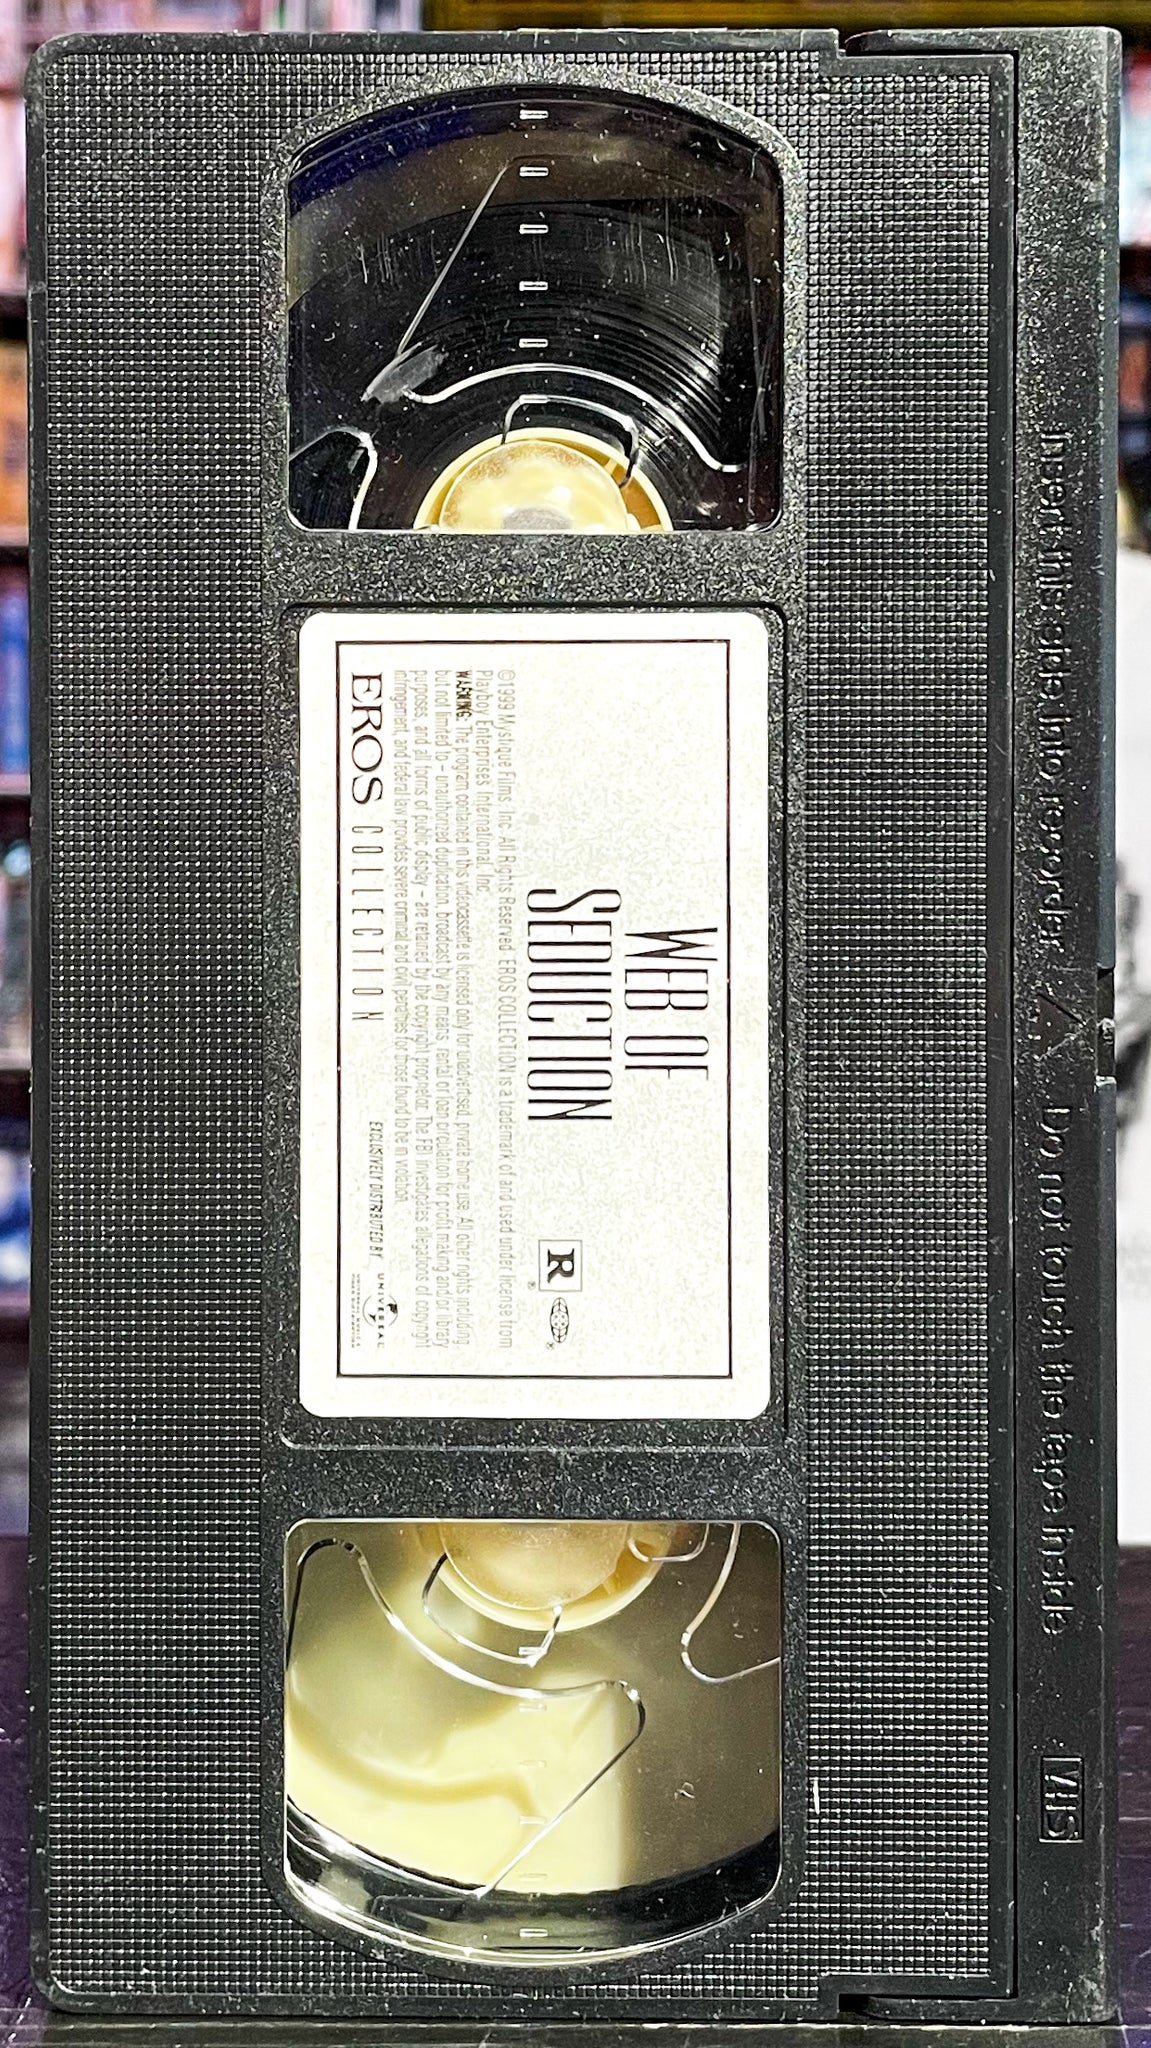 Insert this side into recorder △ Do not touch the tape inside VHS
WEB OF
SEDUCTION
R
®
®
©1999 Mystique Films, Inc. All Rights Reserved. EROS COLLECTION is a trademark of and used under license from
Playboy Enterprises International, Inc.
WARNING: The program contained in this videocassette is licensed only for unadvertised, private home use. All other rights including
but not limited to - unauthorized duplication, broadcast by any means, rental or loan circulation for profit making and/or library
purposes, and all forms of public display – are retained by the copyright proprietor. The FBI investigates allegations of copyright
infringement, and federal law provides severe criminal and civil penalties for those found to be in violation.
EROS COLLECTION
EXCLUSIVELY DISTRIBUTED BY
UNIVERSAL